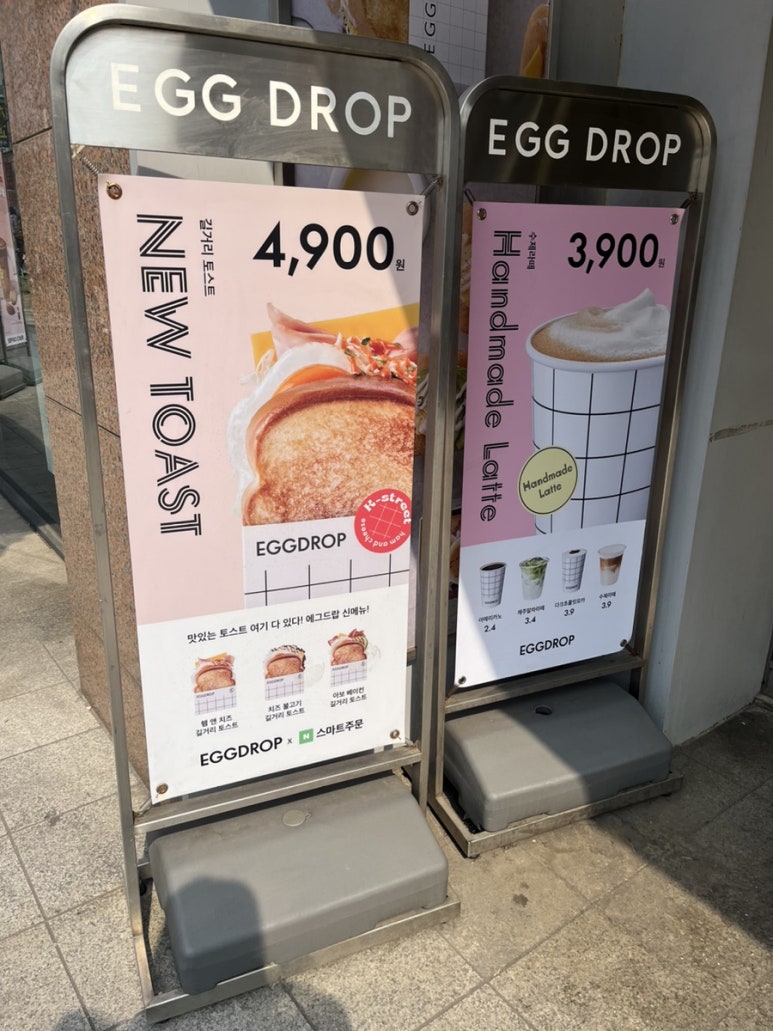 EGG DROP
NEW TOAST
길거리 토스트
4,900원
K-street
ham and cheese
EGGDROP
맛있는 토스트 여기 다 있다! 에그드랍 신메뉴!
햄 앤 치즈
길거리 토스트
치즈 불고기
길거리 토스트
아보 베이컨
길거리 토스트
EGGDROP x N 스마트주문
EGG DROP
Handmade Latte
수제라떼
3,900원
Handmade
Latte
아메리카노
2.4
3.4
3.9
수제라떼
3.9
EGGDROP
EGG